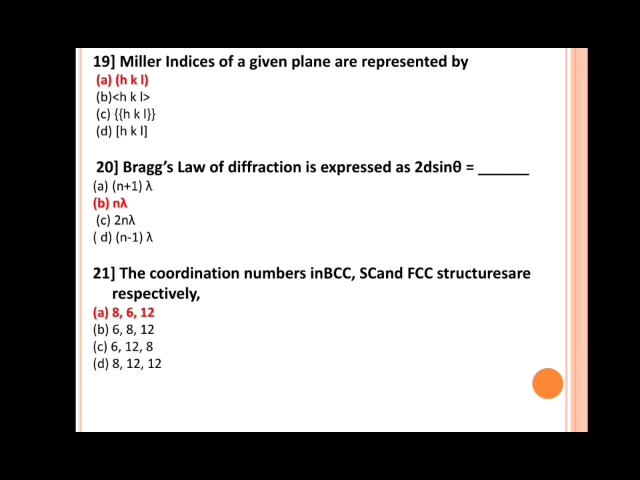 19] Miller Indices of a given plane are represented by
(a) (h k l)
(b)<h k l>
(c) {{h k l}}
(d) [h k l]
20] Bragg's Law of diffraction is expressed as 2dsinθ = ______
(a) (n+1) λ
(b) nλ
(c) 2nλ
( d) (n-1) λ
21] The coordination numbers inBCC, SCand FCC structuresare
respectively,
(a) 8, 6, 12
(b) 6, 8, 12
(c) 6, 12, 8
(d) 8, 12, 12